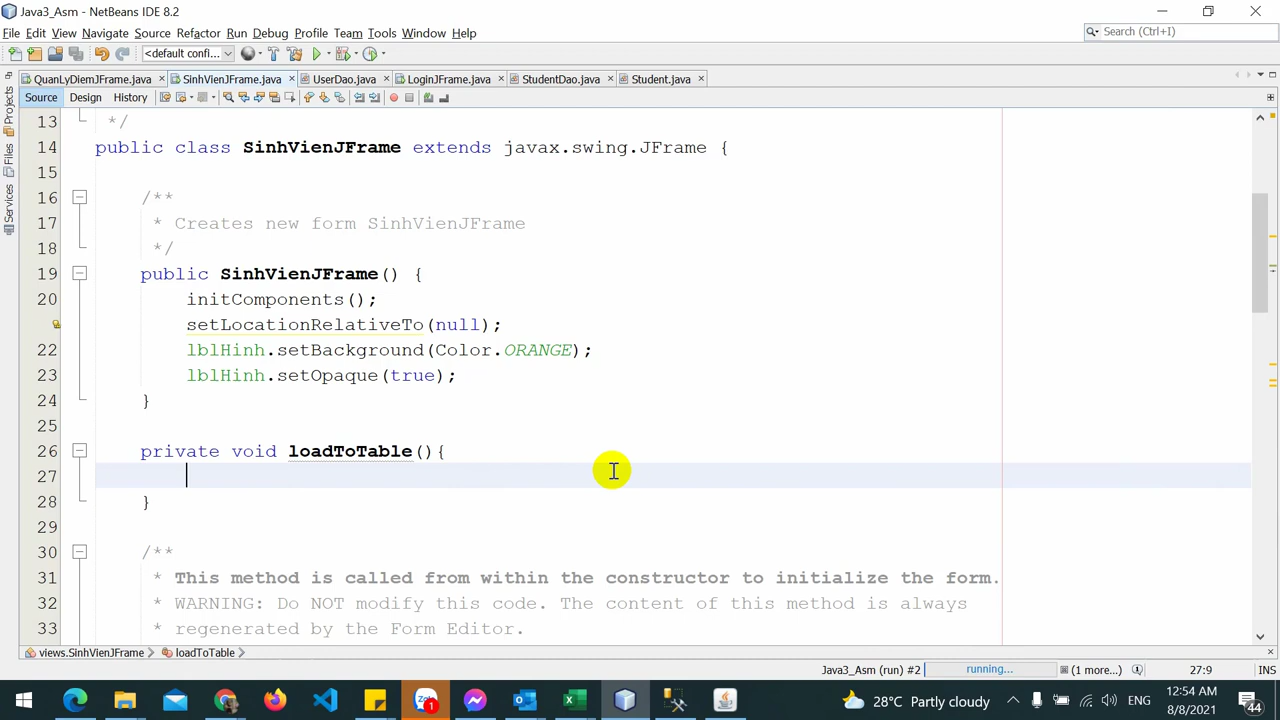 Java3_Asm - NetBeans IDE 8.2
File Edit View Navigate Source Refactor Run Debug Profile Team Tools Window Help
Search (Ctrl+I)
<default confi...
QuanLyDiemJFrame.java SinhVienJFrame.java UserDao.java LoginJFrame.java StudentDao.java Student.java
Source Design History
Projects
Files
Services
13 */
14 public class SinhVienJFrame extends javax.swing.JFrame {
15
16 /**
17 * Creates new form SinhVienJFrame
18 */
19 public SinhVienJFrame() {
20 initComponents();
setLocationRelativeTo(null);
22 lblHinh.setBackground(Color.ORANGE);
23 lblHinh.setOpaque(true);
24 }
25
26 private void loadToTable(){
27
28 }
29
30 /**
31 * This method is called from within the constructor to initialize the form.
32 * WARNING: Do NOT modify this code. The content of this method is always
33 * regenerated by the Form Editor.
views.SinhVienJFrame loadToTable
Java3_Asm (run) #2 running... (1 more...) 27:9 INS
28°C Partly cloudy ENG 12:54 AM
8/8/2021
Zalo
1
44